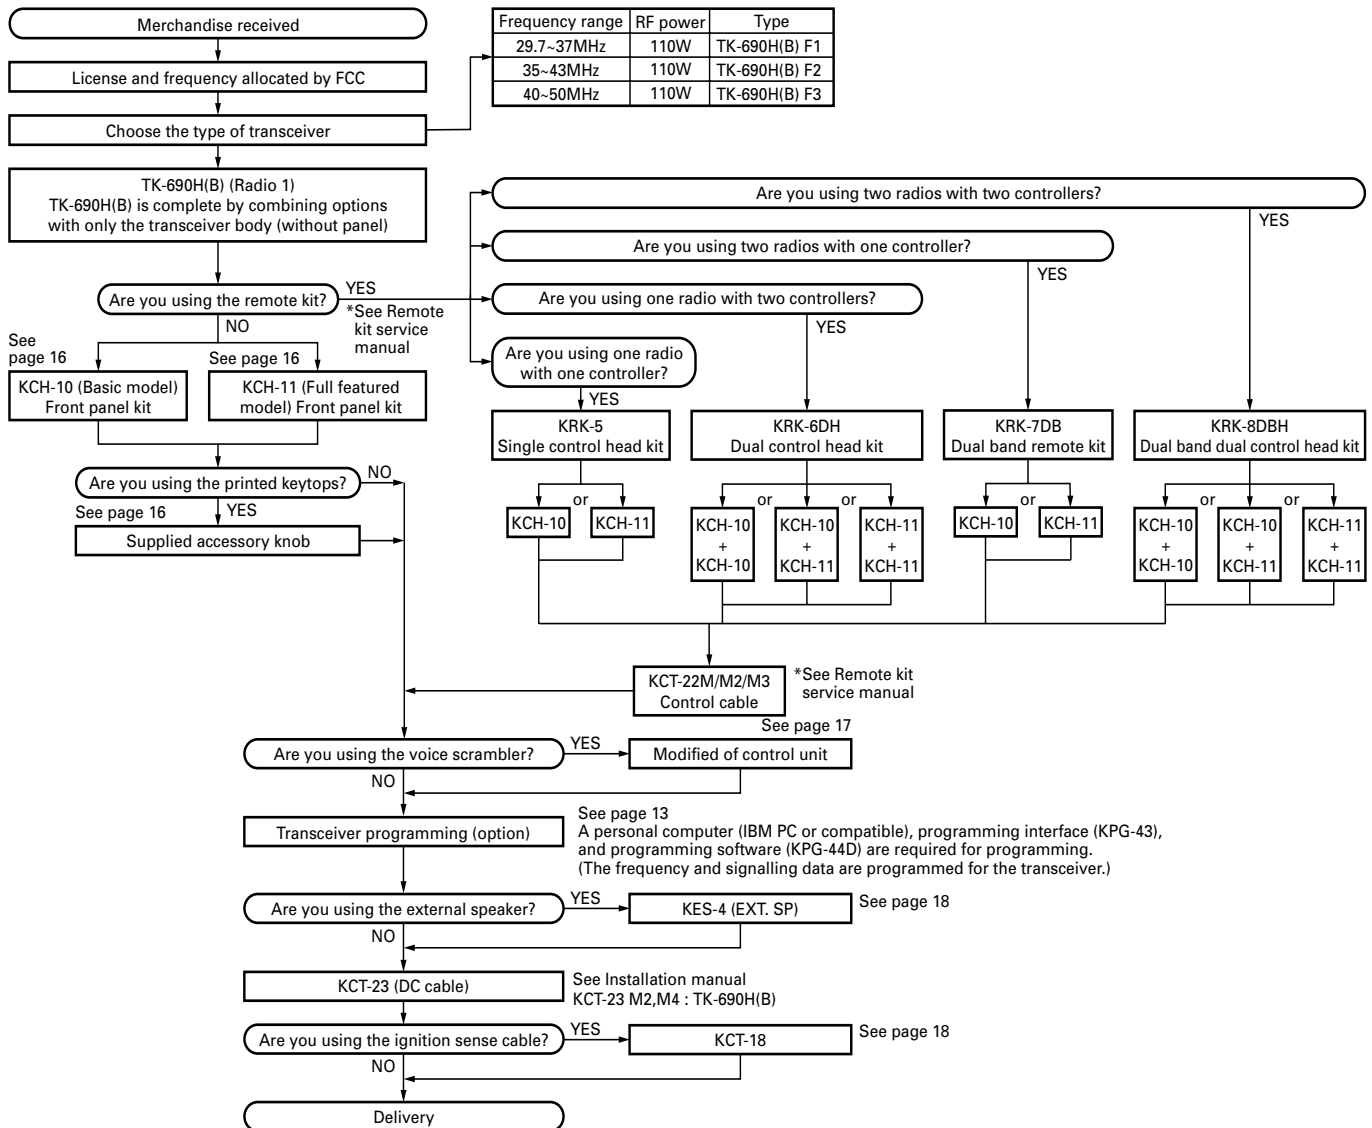 Merchandise received
License and frequency allocated by FCC
Choose the type of transceiver
Frequency range RF power Type
29.7~37MHz 110W TK-690H(B) F1
35~43MHz 110W TK-690H(B) F2
40~50MHz 110W TK-690H(B) F3
TK-690H(B) (Radio 1)
TK-690H(B) is complete by combining options
with only the transceiver body (without panel)
Are you using the remote kit?
YES
*See Remote
kit service
manual
NO
See
page 16
See page 16
KCH-10 (Basic model)
Front panel kit
KCH-11 (Full featured
model) Front panel kit
Are you using the printed keytops?
NO
See page 16
YES
Supplied accessory knob
Are you using two radios with two controllers?
YES
Are you using two radios with one controller?
YES
Are you using one radio with two controllers?
YES
Are you using one radio
with one controller?
YES
KRK-5
Single control head kit
KRK-6DH
Dual control head kit
KRK-7DB
Dual band remote kit
KRK-8DBH
Dual band dual control head kit
or
KCH-10
KCH-11
or
or
KCH-10
+
KCH-10
KCH-10
+
KCH-11
KCH-11
+
KCH-11
or
KCH-10
KCH-11
or
or
KCH-10
+
KCH-10
KCH-10
+
KCH-11
KCH-11
+
KCH-11
KCT-22M/M2/M3
Control cable
*See Remote kit
service manual
See page 17
Are you using the voice scrambler?
YES
Modified of control unit
NO
Transceiver programming (option)
See page 13
A personal computer (IBM PC or compatible), programming interface (KPG-43),
and programming software (KPG-44D) are required for programming.
(The frequency and signalling data are programmed for the transceiver.)
Are you using the external speaker?
YES
KES-4 (EXT. SP)
See page 18
NO
KCT-23 (DC cable)
See Installation manual
KCT-23 M2,M4 : TK-690H(B)
Are you using the ignition sense cable?
YES
KCT-18
See page 18
NO
Delivery